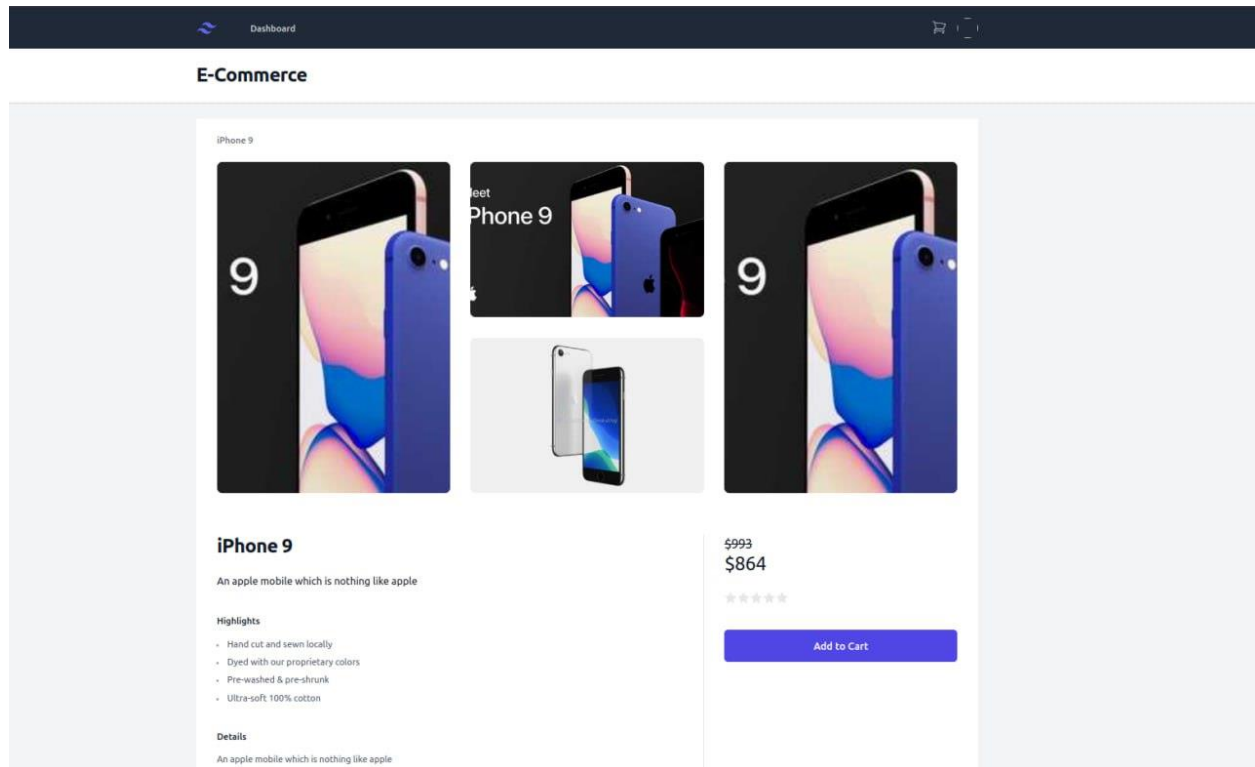 Dashboard
E-Commerce
iPhone 9
9
leet
Phone 9
9
iPhone 9
An apple mobile which is nothing like apple
Highlights
Hand cut and sewn locally
Dyed with our proprietary colors
Pre-washed & pre-shrunk
Ultra-soft 100% cotton
Details
An apple mobile which is nothing like apple
$993
$864
Add to Cart